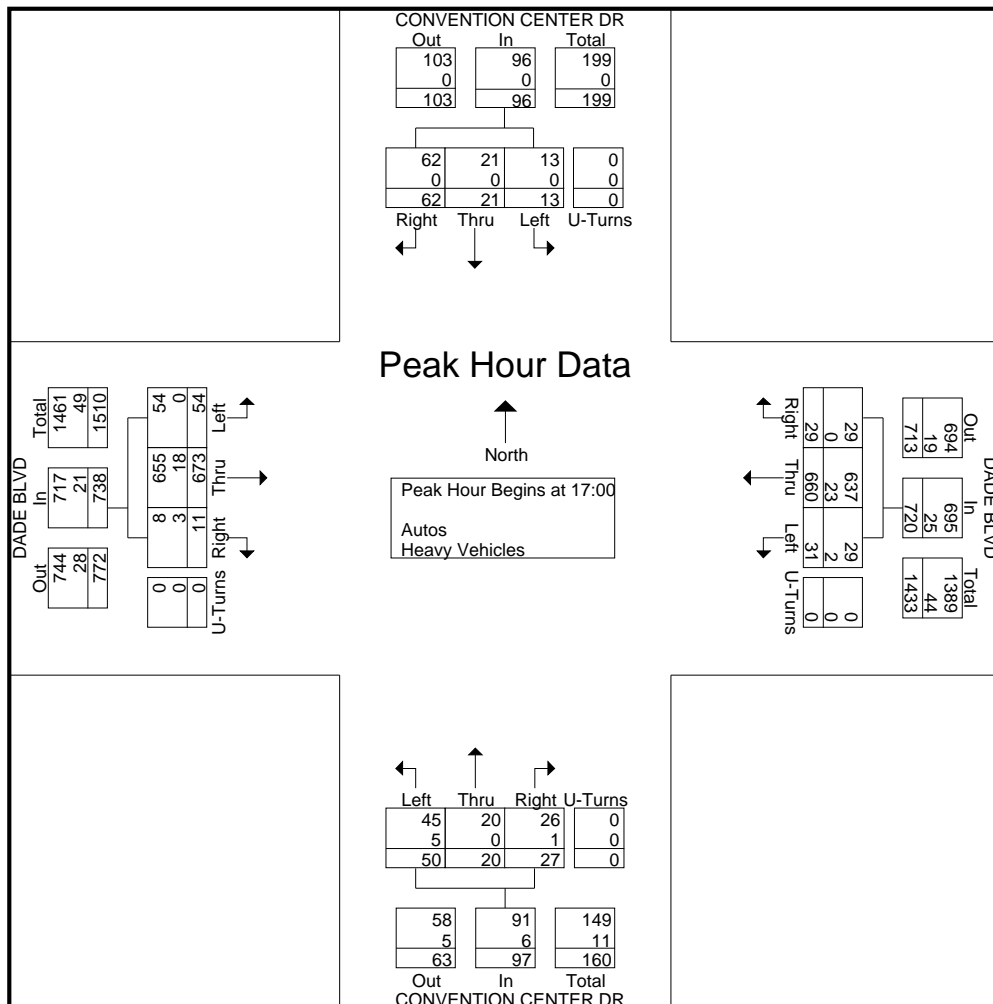 CONVENTION CENTER DR
Out In Total
103 96 199
0 0 0
103 96 199
62 21 13 0
0 0 0 0
62 21 13 0
Right Thru Left U-Turns
Peak Hour Data
North
Peak Hour Begins at 17:00
Autos
Heavy Vehicles
DADE BLVD
Out In Total
744 717 1461
28 21 49
772 738 1510
U-Turns Right Thru Left
0 8 655 54
0 3 18 0
0 11 673 54
DADE BLVD
Out In Total
694 695 1389
19 25 44
713 720 1433
29 637 29 0
0 23 2 0
29 660 31 0
Right Thru Left U-Turns
Left Thru Right U-Turns
45 20 26 0
5 0 1 0
50 20 27 0
58 91 149
5 6 11
63 97 160
Out In Total
CONVENTION CENTER DR